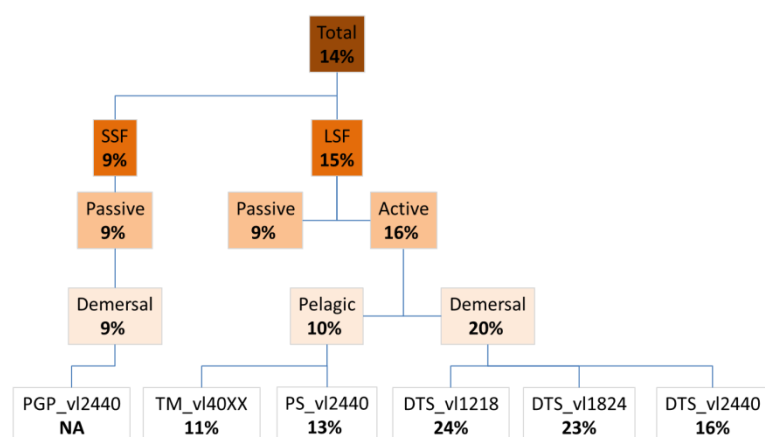 Total
14%
SSF
9%
LSF
15%
Passive
9%
Passive
9%
Active
16%
Demersal
9%
Pelagic
10%
Demersal
20%
PGP_vl2440
NA
TM_vl40XX
11%
PS_vl2440
13%
DTS_vl1218
24%
DTS_vl1824
23%
DTS_vl2440
16%